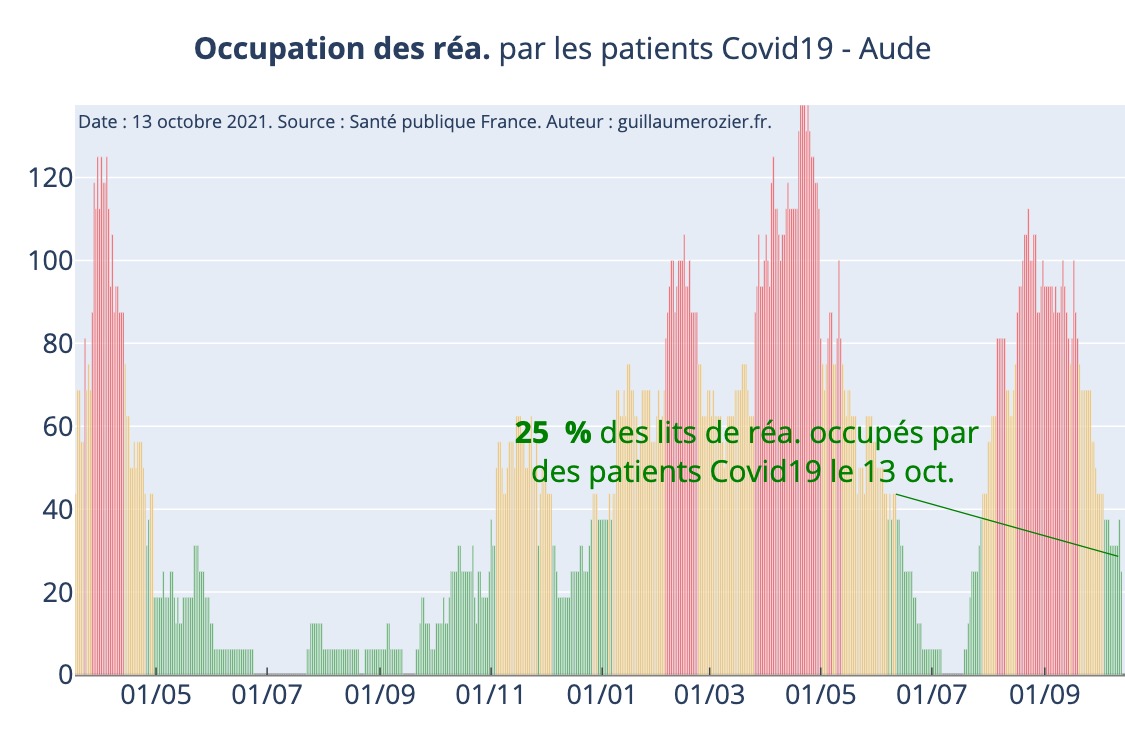 Occupation des réa. par les patients Covid19 - Aude
Date : 13 octobre 2021. Source : Santé publique France. Auteur : guillaumerozier.fr.
120
100
80
60
40
20
0
25 % des lits de réa. occupés par
des patients Covid19 le 13 oct.
01/05 01/07 01/09 01/11 01/01 01/03 01/05 01/07 01/09